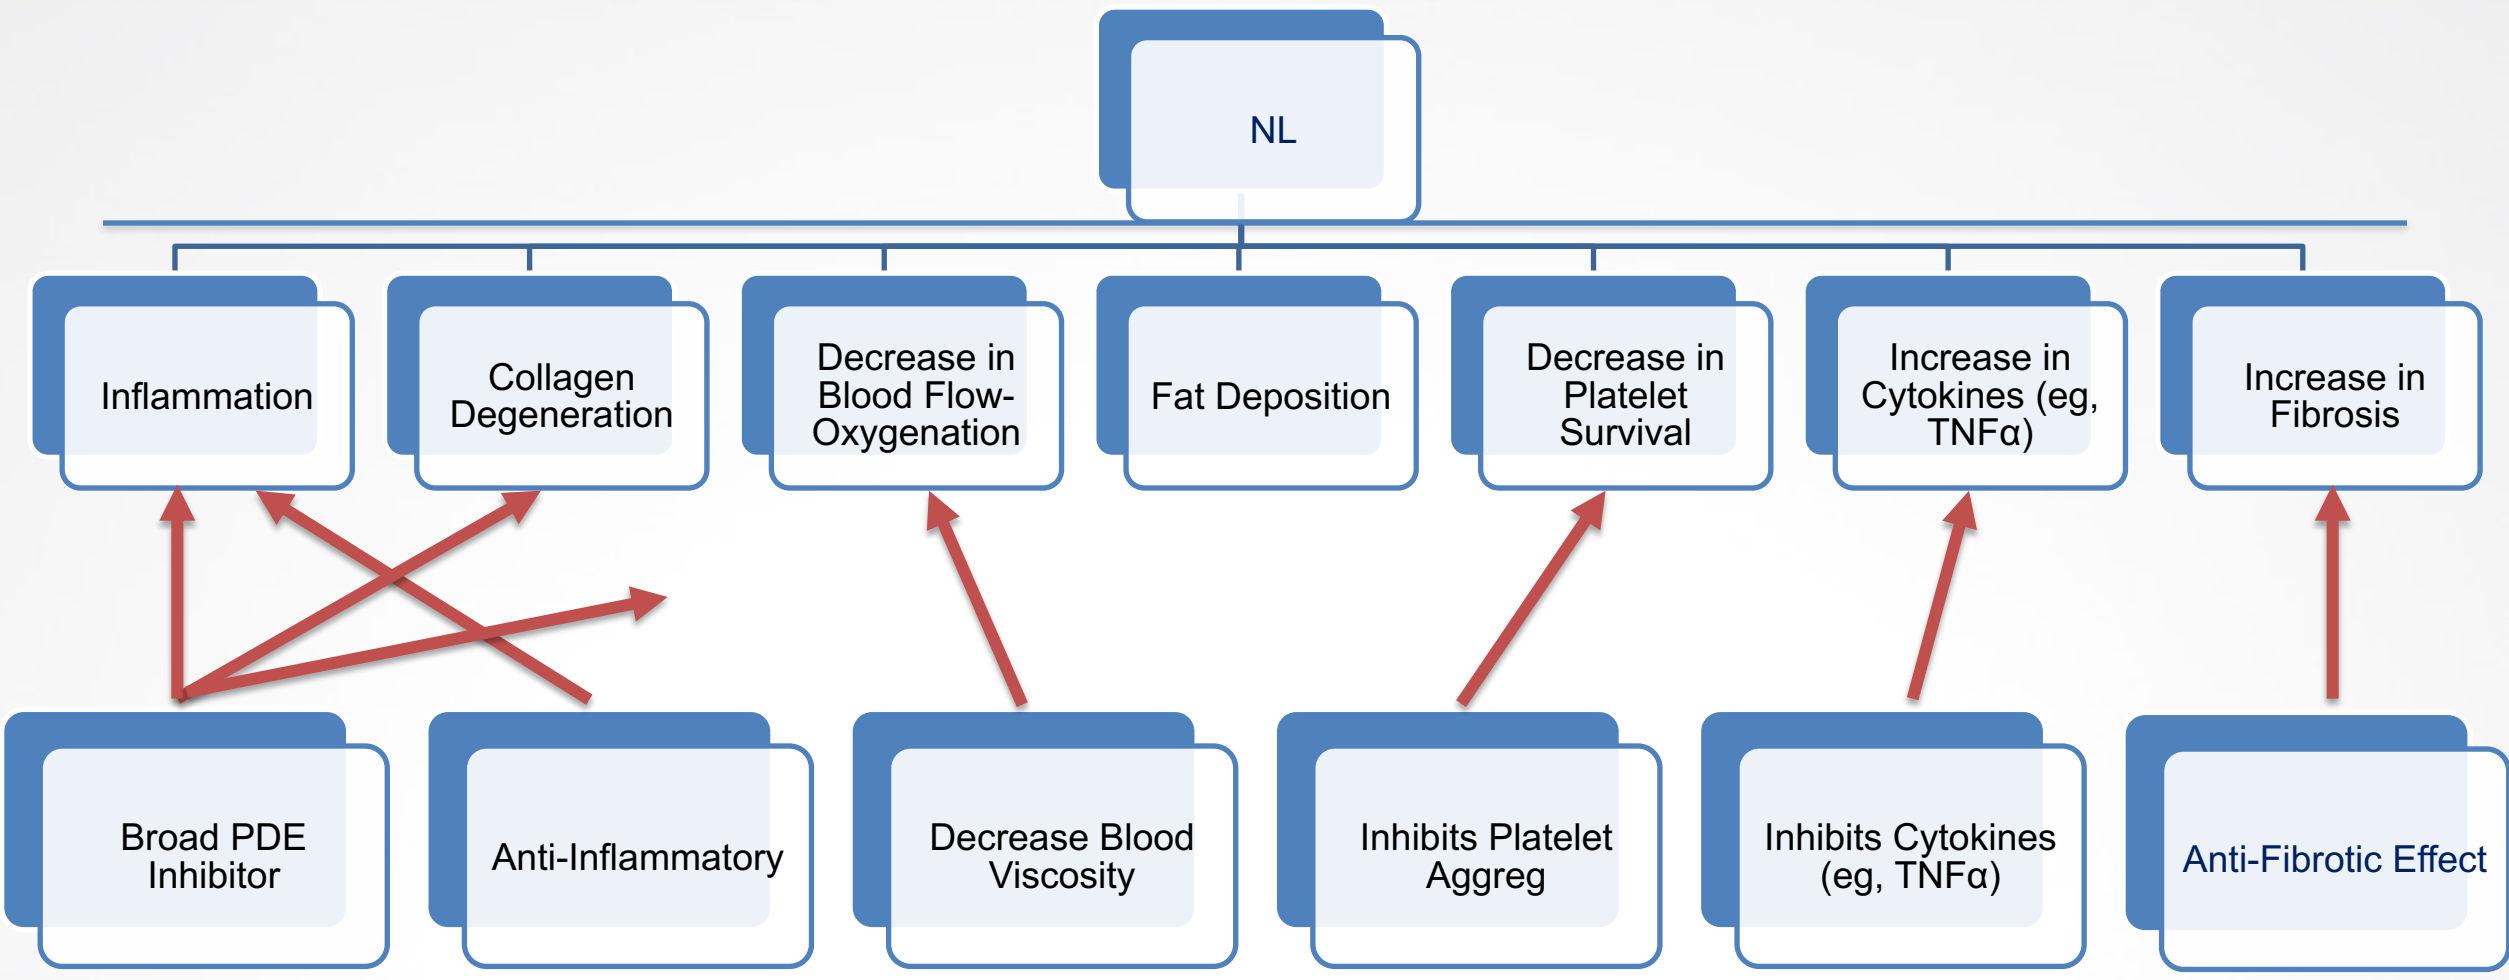 NL
Inflammation
Collagen
Degeneration
Decrease in
Blood Flow-
Oxygenation
Fat Deposition
Decrease in
Platelet
Survival
Increase in
Cytokines (eg,
TNFα)
Increase in
Fibrosis
Broad PDE
Inhibitor
Anti-Inflammatory
Decrease Blood
Viscosity
Inhibits Platelet
Aggreg
Inhibits Cytokines
(eg, TNFα)
Anti-Fibrotic Effect